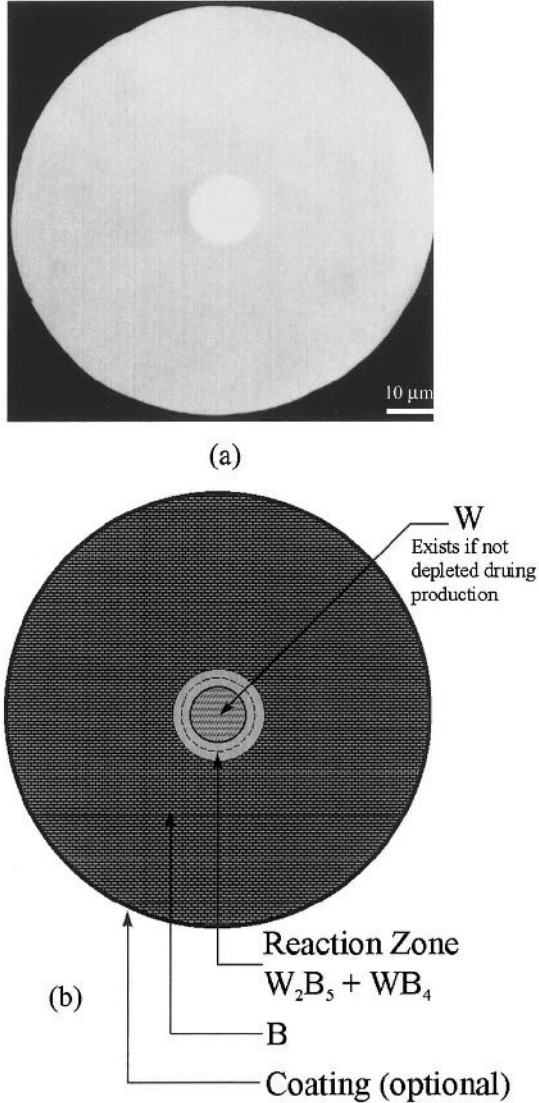 10 μm
(a)
W
Exists if not
depleted druing
production
Reaction Zone
W₂B₅ + WB₄
(b)
B
Coating (optional)